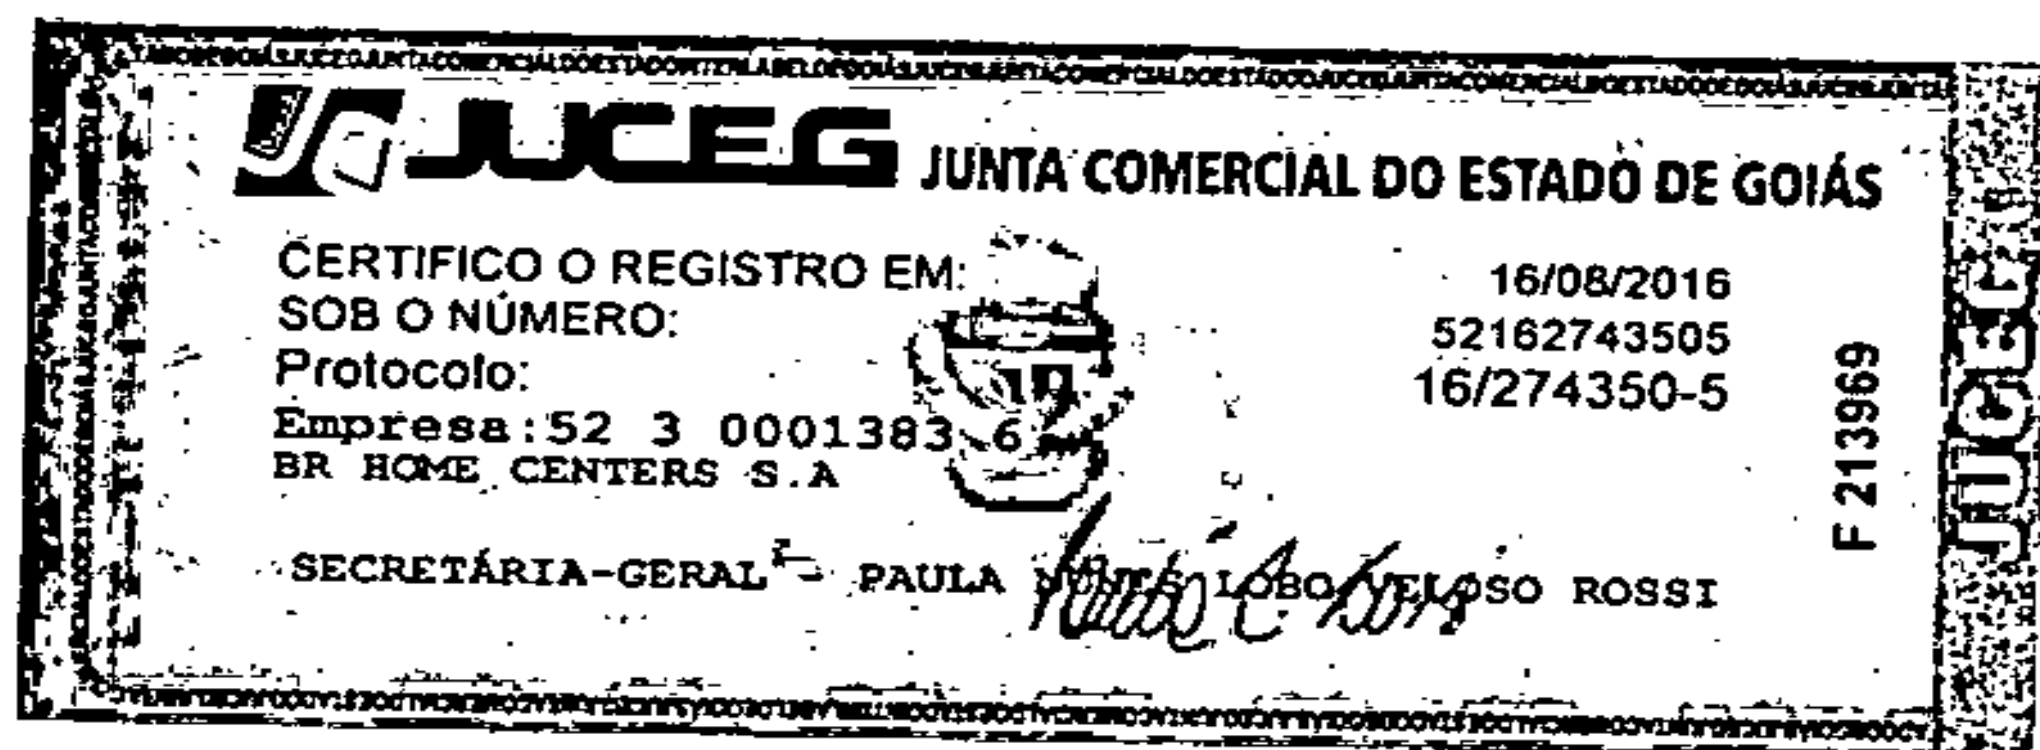 JUCEG JUNTA COMERCIAL DO ESTADO DE GOIÁS
CERTIFICO O REGISTRO EM: 16/08/2016
SOB O NÚMERO: 52162743505
Protocolo: 16/274350-5
Empresa:52 3 0001383 6
BR HOME CENTERS S.A
F 213969
JUCEG
SECRETÁRIA-GERAL PAULA LOBO VELOSO ROSSI